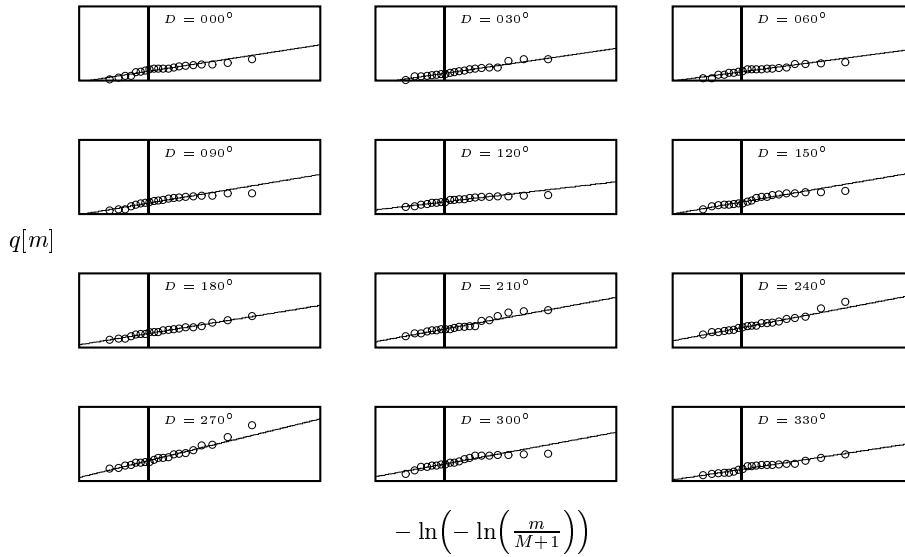 D = 000° D = 030° D = 060°
D = 090° D = 120° D = 150°
q[m]
D = 180° D = 210° D = 240°
D = 270° D = 300° D = 330°
− ln(− ln(m/M+1))